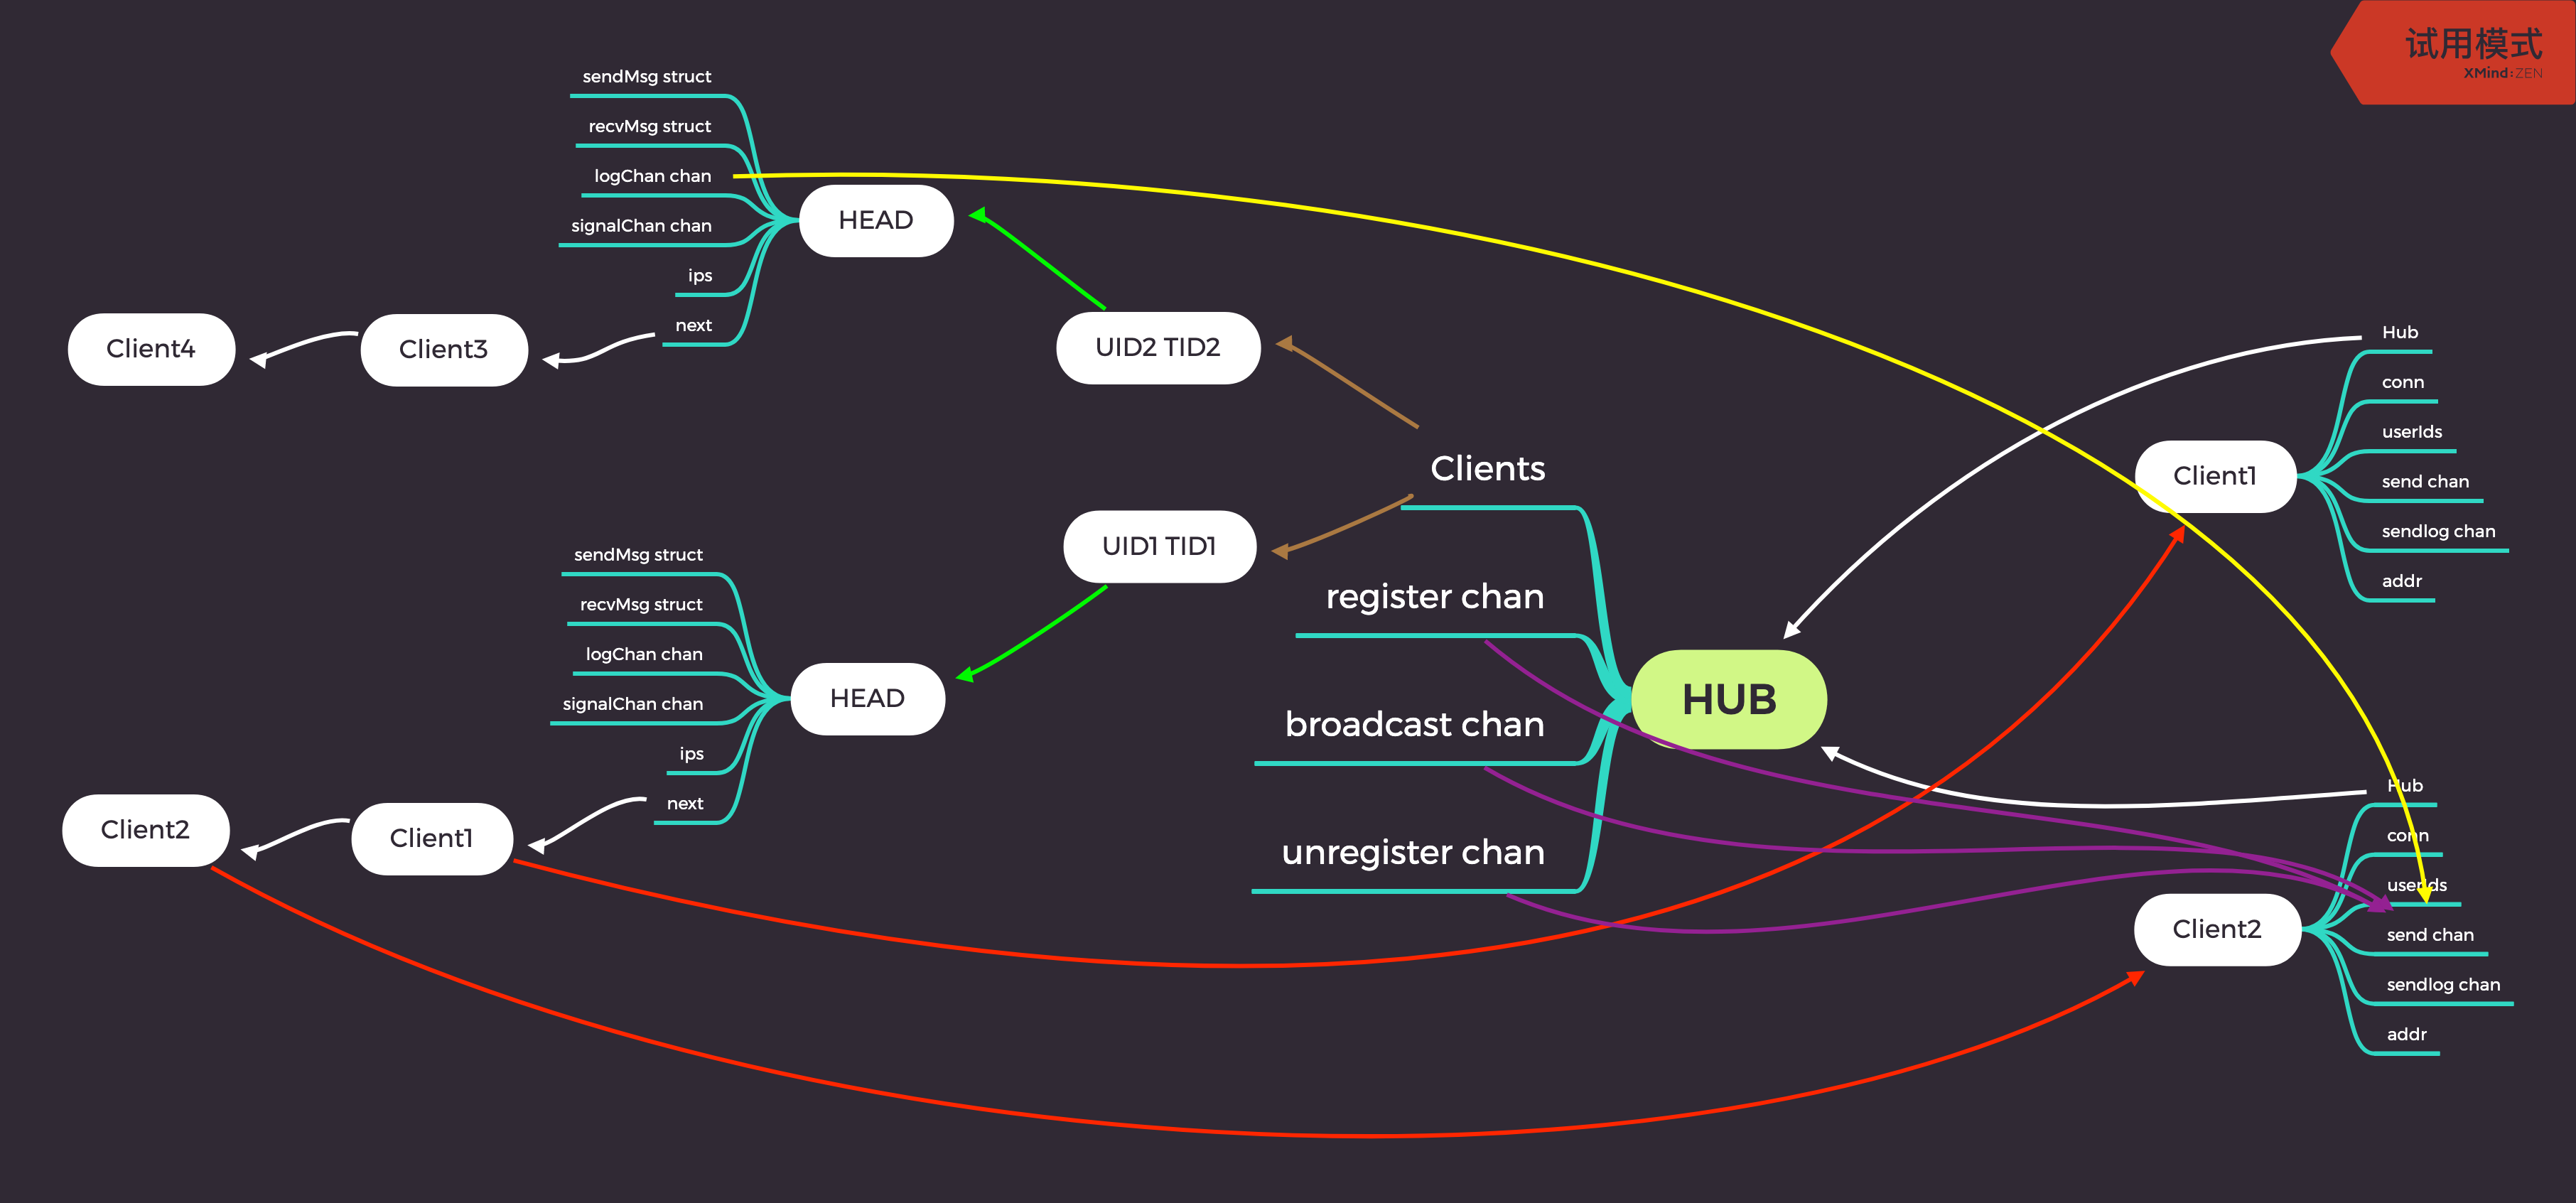 试用模式
XMind:ZEN
sendMsg struct
recvMsg struct
logChan chan
signalChan chan
ips
next
HEAD
Client4
Client3
UID2 TID2
Clients
UID1 TID1
register chan
broadcast chan
unregister chan
HUB
sendMsg struct
recvMsg struct
logChan chan
signalChan chan
ips
next
HEAD
Client2
Client1
Hub
conn
userIds
send chan
sendlog chan
addr
Client1
Hub
conn
userIds
send chan
sendlog chan
addr
Client2